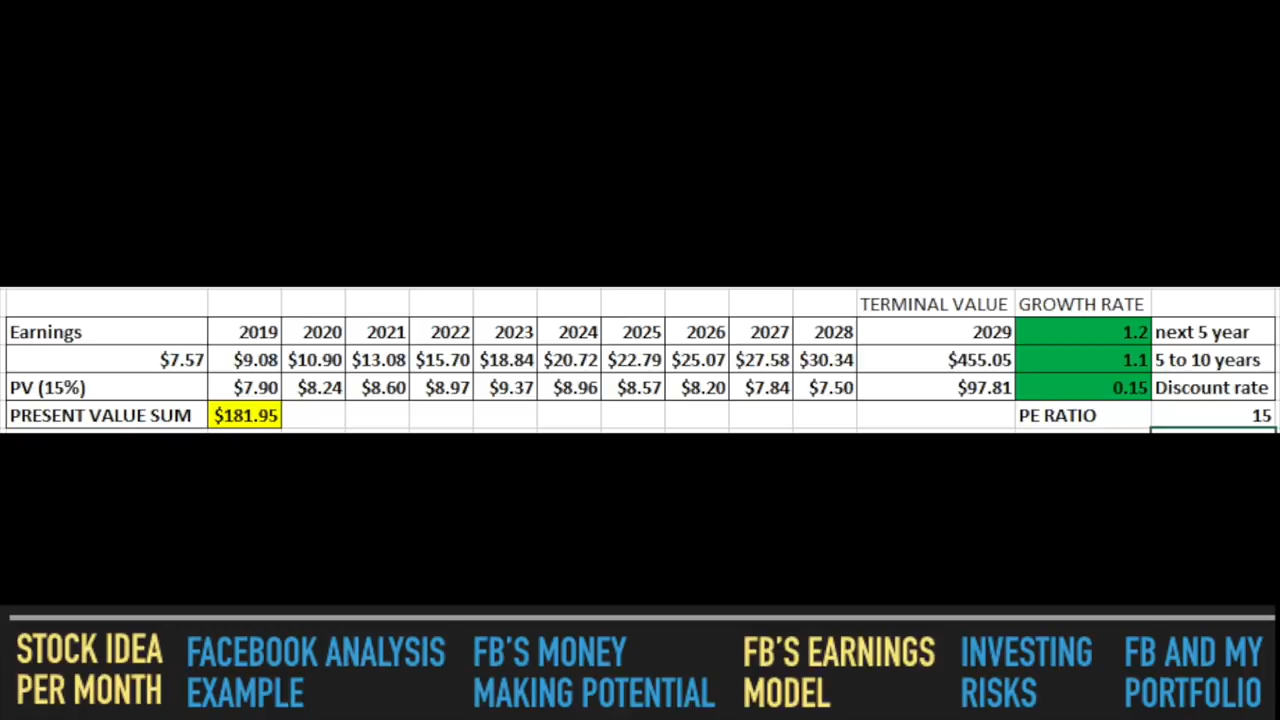 TERMINAL VALUE GROWTH RATE
Earnings 2019 2020 2021 2022 2023 2024 2025 2026 2027 2028 2029 1.2 next 5 year
$7.57 $9.08 $10.90 $13.08 $15.70 $18.84 $20.72 $22.79 $25.07 $27.58 $30.34 $455.05 1.1 5 to 10 years
PV (15%) $7.90 $8.24 $8.60 $8.97 $9.37 $8.96 $8.57 $8.20 $7.84 $7.50 $97.81 0.15 Discount rate
PRESENT VALUE SUM $181.95 PE RATIO 15
STOCK IDEA
PER MONTH
FACEBOOK ANALYSIS
EXAMPLE
FB'S MONEY
MAKING POTENTIAL
FB'S EARNINGS
MODEL
INVESTING
RISKS
FB AND MY
PORTFOLIO